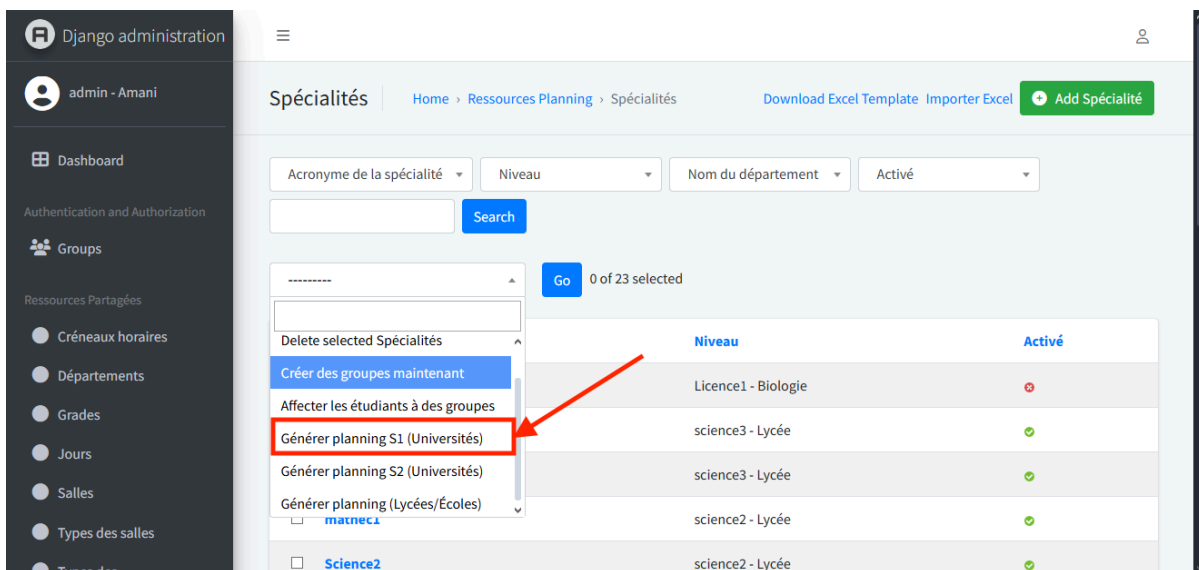 Django administration
admin - Amani
Dashboard
Authentication and Authorization
Groups
Ressources Partagées
Créneaux horaires
Départements
Grades
Jours
Salles
Types des salles
Types des
Spécialités
Home › Ressources Planning › Spécialités
Download Excel Template Importer Excel Add Spécialité
Acronyme de la spécialité Niveau Nom du département Activé
Search
--------- Go 0 of 23 selected
Delete selected Spécialités
Créer des groupes maintenant
Affecter les étudiants à des groupes
Générer planning S1 (Universités)
Générer planning S2 (Universités)
Générer planning (Lycées/Écoles)
Niveau Activé
Licence1 - Biologie
science3 - Lycée
science3 - Lycée
mathec1 science2 - Lycée
Science2 science2 - Lycée